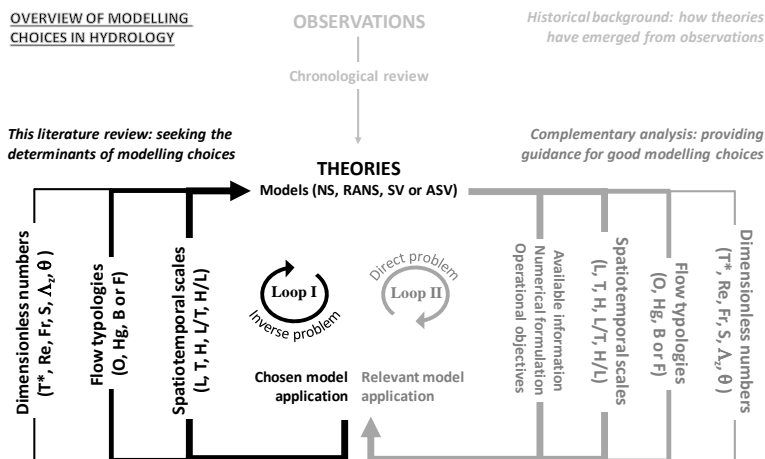 OVERVIEW OF MODELLING
CHOICES IN HYDROLOGY
OBSERVATIONS
Historical background: how theories
have emerged from observations
Chronological review
This literature review: seeking the
determinants of modelling choices
Complementary analysis: providing
guidance for good modelling choices
THEORIES
Models (NS, RANS, SV or ASV)
Dimensionless numbers
(T*, Re, Fr, S, Λz, θ)
Flow typologies
(O, Hg, B or F)
Spatiotemporal scales
(L, T, H, L/T, H/L)
Loop I
Inverse problem
Direct problem
Loop II
Available information
Numerical formulation
Operational objectives
Spatiotemporal scales
(L, T, H, L/T, H/L)
Flow typologies
(O, Hg, B or F)
Dimensionless numbers
(T*, Re, Fr, S, Λz, θ)
Chosen model
application
Relevant model
application